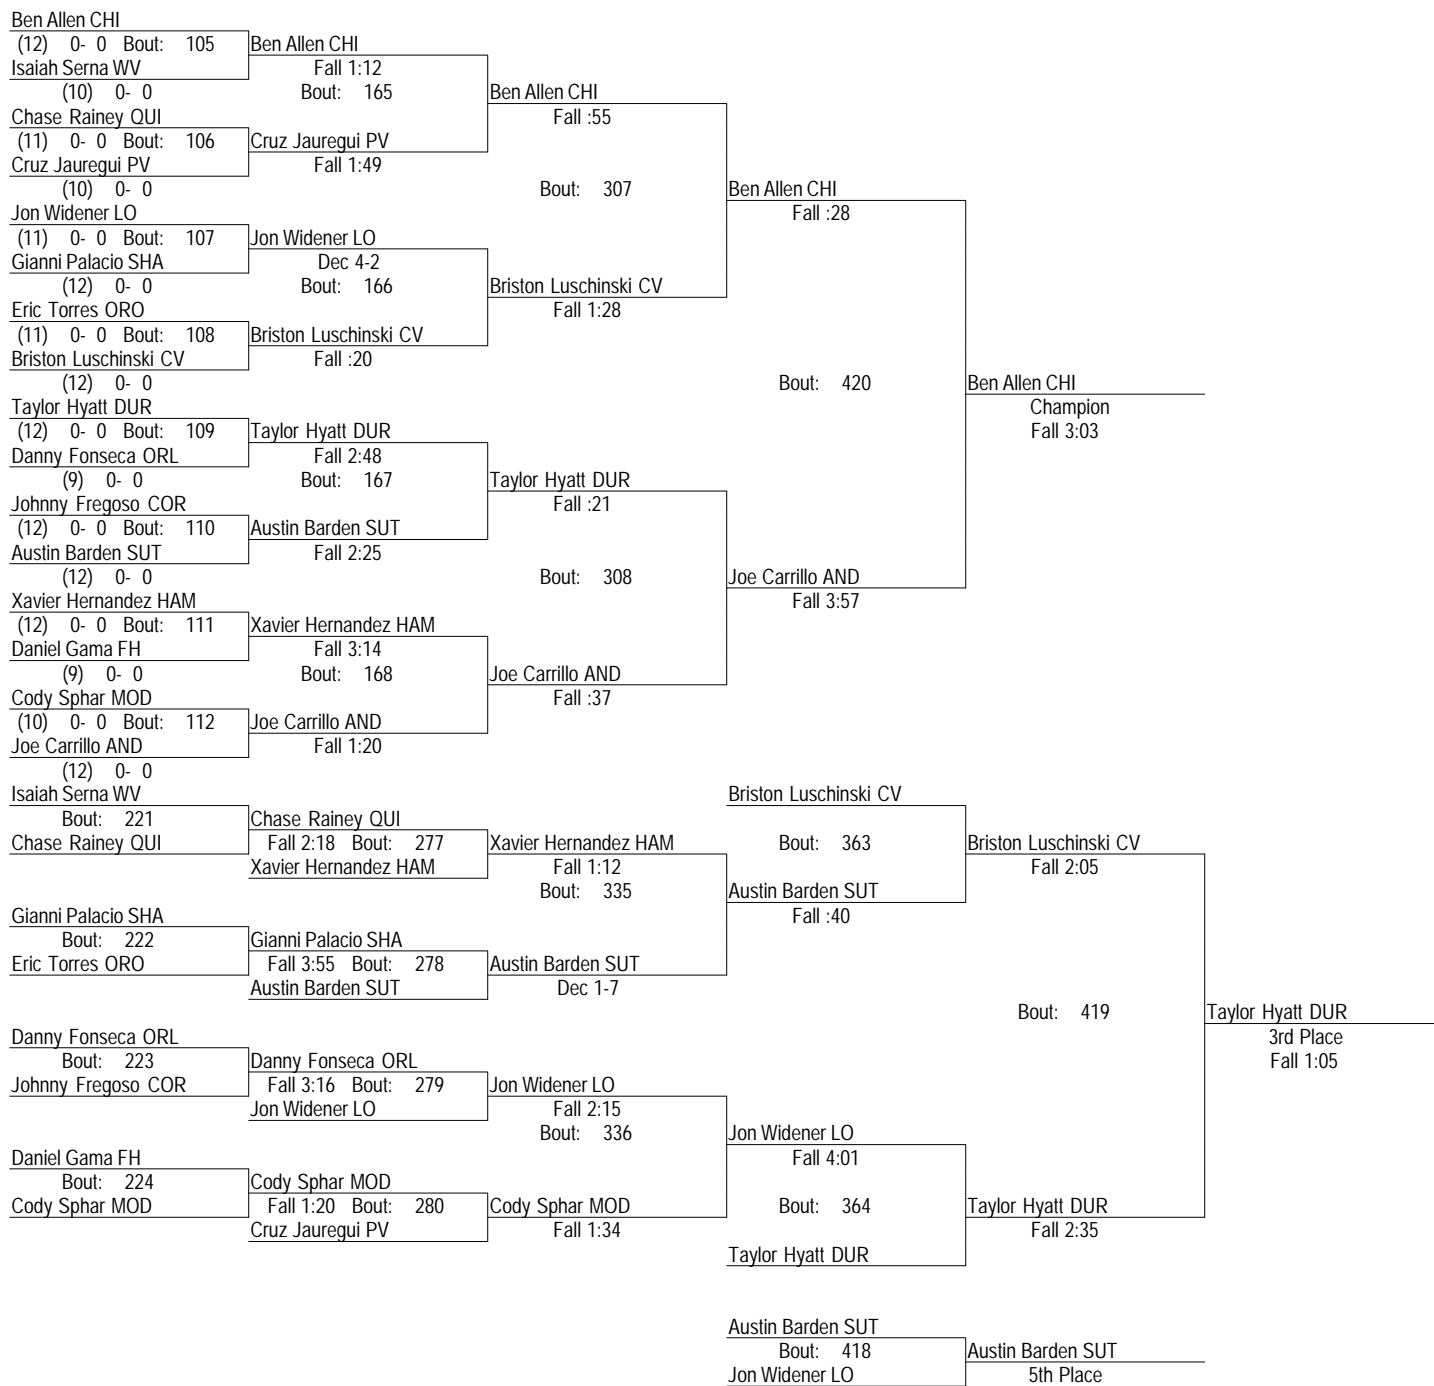 Ben Allen CHI
(12) 0- 0 Bout: 105 Ben Allen CHI
Isaiah Serna WV Fall 1:12
(10) 0- 0 Bout: 165 Ben Allen CHI
Chase Rainey QUI Fall :55
(11) 0- 0 Bout: 106 Cruz Jauregui PV
Cruz Jauregui PV Fall 1:49
(10) 0- 0 Bout: 307 Ben Allen CHI
Jon Widener LO Fall :28
(11) 0- 0 Bout: 107 Jon Widener LO
Gianni Palacio SHA Dec 4-2
(12) 0- 0 Bout: 166 Briston Luschinski CV
Eric Torres ORO Fall 1:28
(11) 0- 0 Bout: 108 Briston Luschinski CV
Briston Luschinski CV Fall :20
(12) 0- 0 Bout: 420 Ben Allen CHI
Taylor Hyatt DUR Champion
(12) 0- 0 Bout: 109 Taylor Hyatt DUR Fall 3:03
Danny Fonseca ORL Fall 2:48
(9) 0- 0 Bout: 167 Taylor Hyatt DUR
Johnny Fregoso COR Fall :21
(12) 0- 0 Bout: 110 Austin Barden SUT
Austin Barden SUT Fall 2:25
(12) 0- 0 Bout: 308 Joe Carrillo AND
Xavier Hernandez HAM Fall 3:57
(12) 0- 0 Bout: 111 Xavier Hernandez HAM
Daniel Gama FH Fall 3:14
(9) 0- 0 Bout: 168 Joe Carrillo AND
Cody Sphar MOD Fall :37
(10) 0- 0 Bout: 112 Joe Carrillo AND
Joe Carrillo AND Fall 1:20
(12) 0- 0
Isaiah Serna WV Briston Luschinski CV
Bout: 221 Chase Rainey QUI
Chase Rainey QUI Fall 2:18 Bout: 277 Xavier Hernandez HAM Bout: 363 Briston Luschinski CV
Xavier Hernandez HAM Fall 1:12 Fall 2:05
Bout: 335 Austin Barden SUT
Gianni Palacio SHA Fall :40
Bout: 222 Gianni Palacio SHA
Eric Torres ORO Fall 3:55 Bout: 278 Austin Barden SUT
Austin Barden SUT Dec 1-7
Bout: 419 Taylor Hyatt DUR
Danny Fonseca ORL 3rd Place
Bout: 223 Danny Fonseca ORL Fall 1:05
Johnny Fregoso COR Fall 3:16 Bout: 279 Jon Widener LO
Jon Widener LO Fall 2:15
Bout: 336 Jon Widener LO
Daniel Gama FH Fall 4:01
Bout: 224 Cody Sphar MOD
Cody Sphar MOD Fall 1:20 Bout: 280 Cody Sphar MOD Bout: 364 Taylor Hyatt DUR
Cruz Jauregui PV Fall 1:34 Fall 2:35
Taylor Hyatt DUR
Austin Barden SUT
Bout: 418 Austin Barden SUT
Jon Widener LO 5th Place